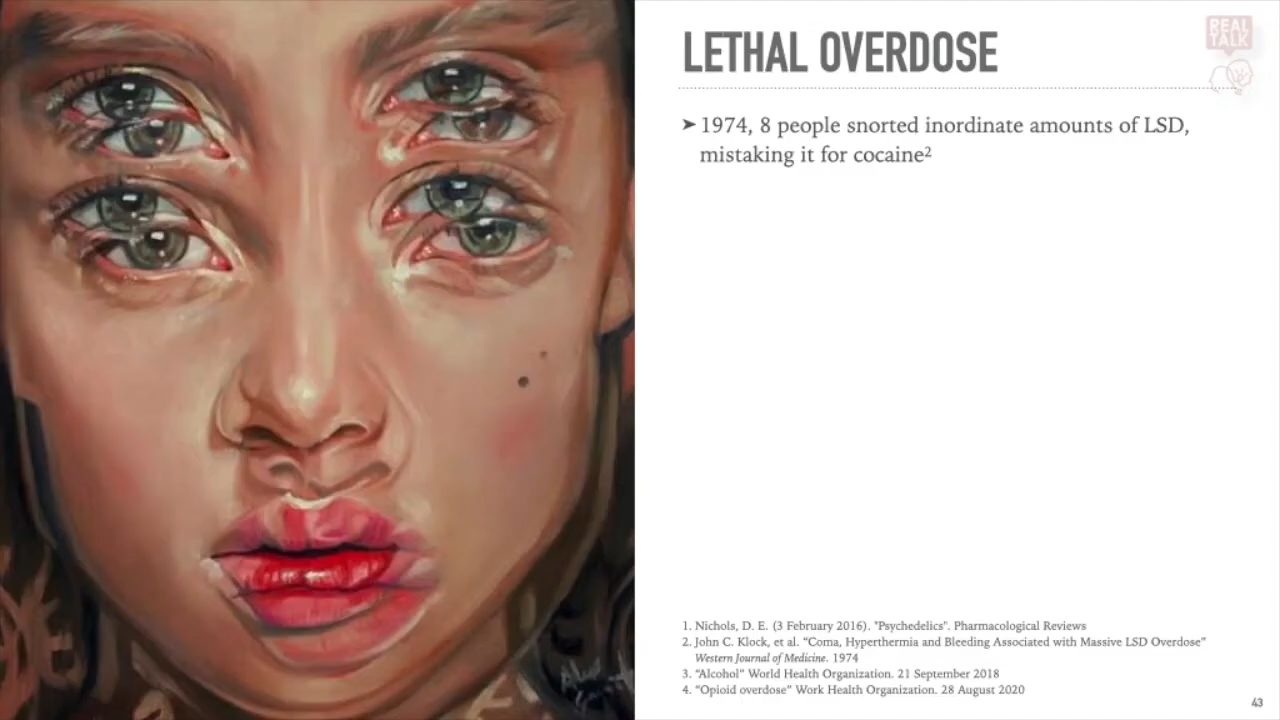 LETHAL OVERDOSE
REAL
TALK
➤ 1974, 8 people snorted inordinate amounts of LSD,
mistaking it for cocaine²
1. Nichols, D. E. (3 February 2016). "Psychedelics". Pharmacological Reviews
2. John C. Klock, et al. “Coma, Hyperthermia and Bleeding Associated with Massive LSD Overdose”
Western Journal of Medicine. 1974
3. “Alcohol” World Health Organization. 21 September 2018
4. “Opioid overdose” Work Health Organization. 28 August 2020
43